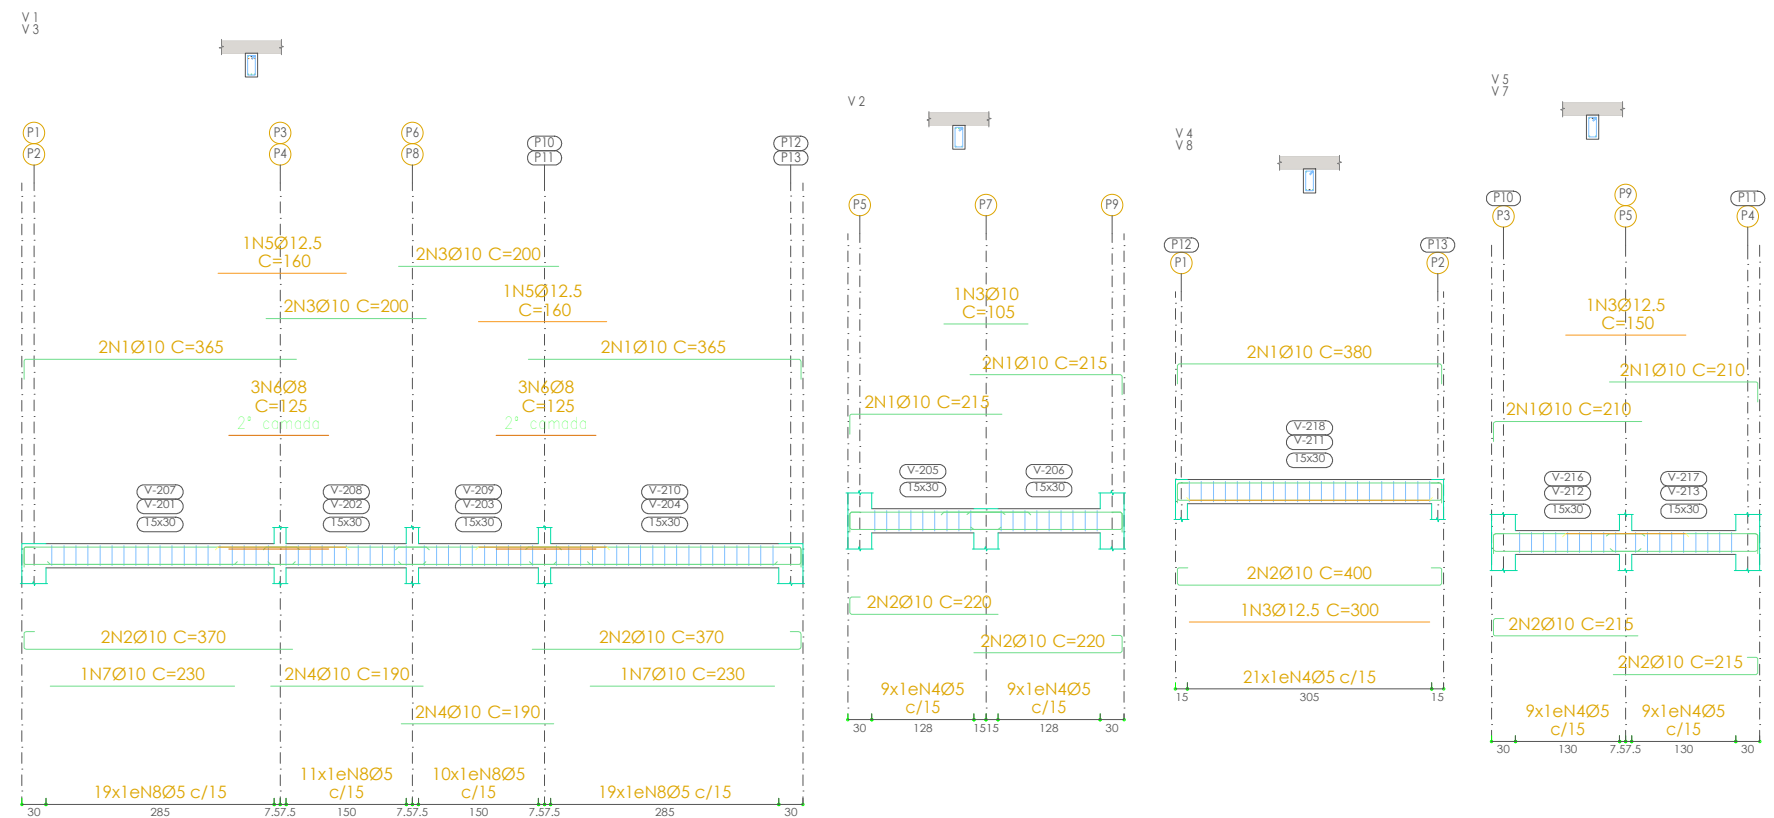 V 1
V 3
P1
P2
P3
P4
P6
P8
P10
P11
P12
P13
1N5Ø12.5
C=160
2N3Ø10 C=200
2N3Ø10 C=200
1N5Ø12.5
C=160
2N1Ø10 C=365
2N1Ø10 C=365
3N6Ø8
C=125
2ª. camada
3N6Ø8
C=125
2ª. camada
V-207
V-201
15x30
V-208
V-202
15x30
V-209
V-203
15x30
V-210
V-204
15x30
2N2Ø10 C=370
2N2Ø10 C=370
1N7Ø10 C=230
2N4Ø10 C=190
1N7Ø10 C=230
2N4Ø10 C=190
19x1eN8Ø5 c/15
11x1eN8Ø5
c/15
10x1eN8Ø5
c/15
19x1eN8Ø5 c/15
30
285
7.57.5
150
7.57.5
150
7.57.5
285
30
V 2
P5
P7
P9
1N3Ø10
C=105
2N1Ø10 C=215
2N1Ø10 C=215
V-205
15x30
V-206
15x30
2N2Ø10 C=220
2N2Ø10 C=220
9x1eN4Ø5
c/15
9x1eN4Ø5
c/15
30
128
1515
128
30
V 4
V 8
P12
P1
P13
P2
2N1Ø10 C=380
V-218
V-211
15x30
2N2Ø10 C=400
1N3Ø12.5 C=300
21x1eN4Ø5 c/15
15
305
15
V 5
V 7
P10
P3
P9
P5
P11
P4
1N3Ø12.5
C=150
2N1Ø10 C=210
2N1Ø10 C=210
V-216
V-212
15x30
V-217
V-213
15x30
2N2Ø10 C=215
2N2Ø10 C=215
9x1eN4Ø5
c/15
9x1eN4Ø5
c/15
30
130
7.57.5
130
30